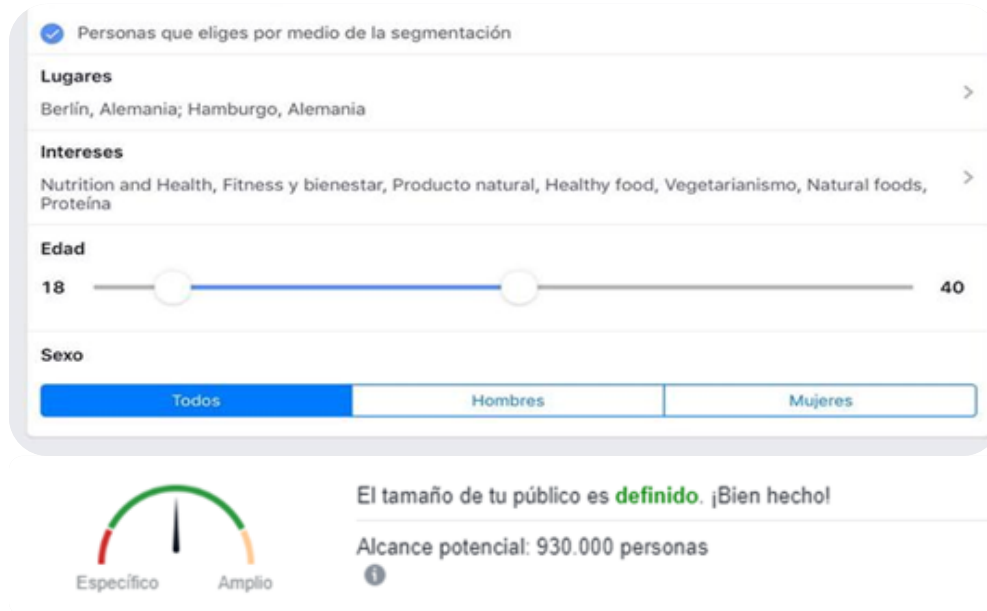 Personas que eliges por medio de la segmentación
Lugares
Berlín, Alemania; Hamburgo, Alemania
Intereses
Nutrition and Health, Fitness y bienestar, Producto natural, Healthy food, Vegetarianismo, Natural foods,
Proteína
Edad
18 40
Sexo
Todos Hombres Mujeres
El tamaño de tu público es definido. ¡Bien hecho!
Alcance potencial: 930.000 personas
Específico Amplio